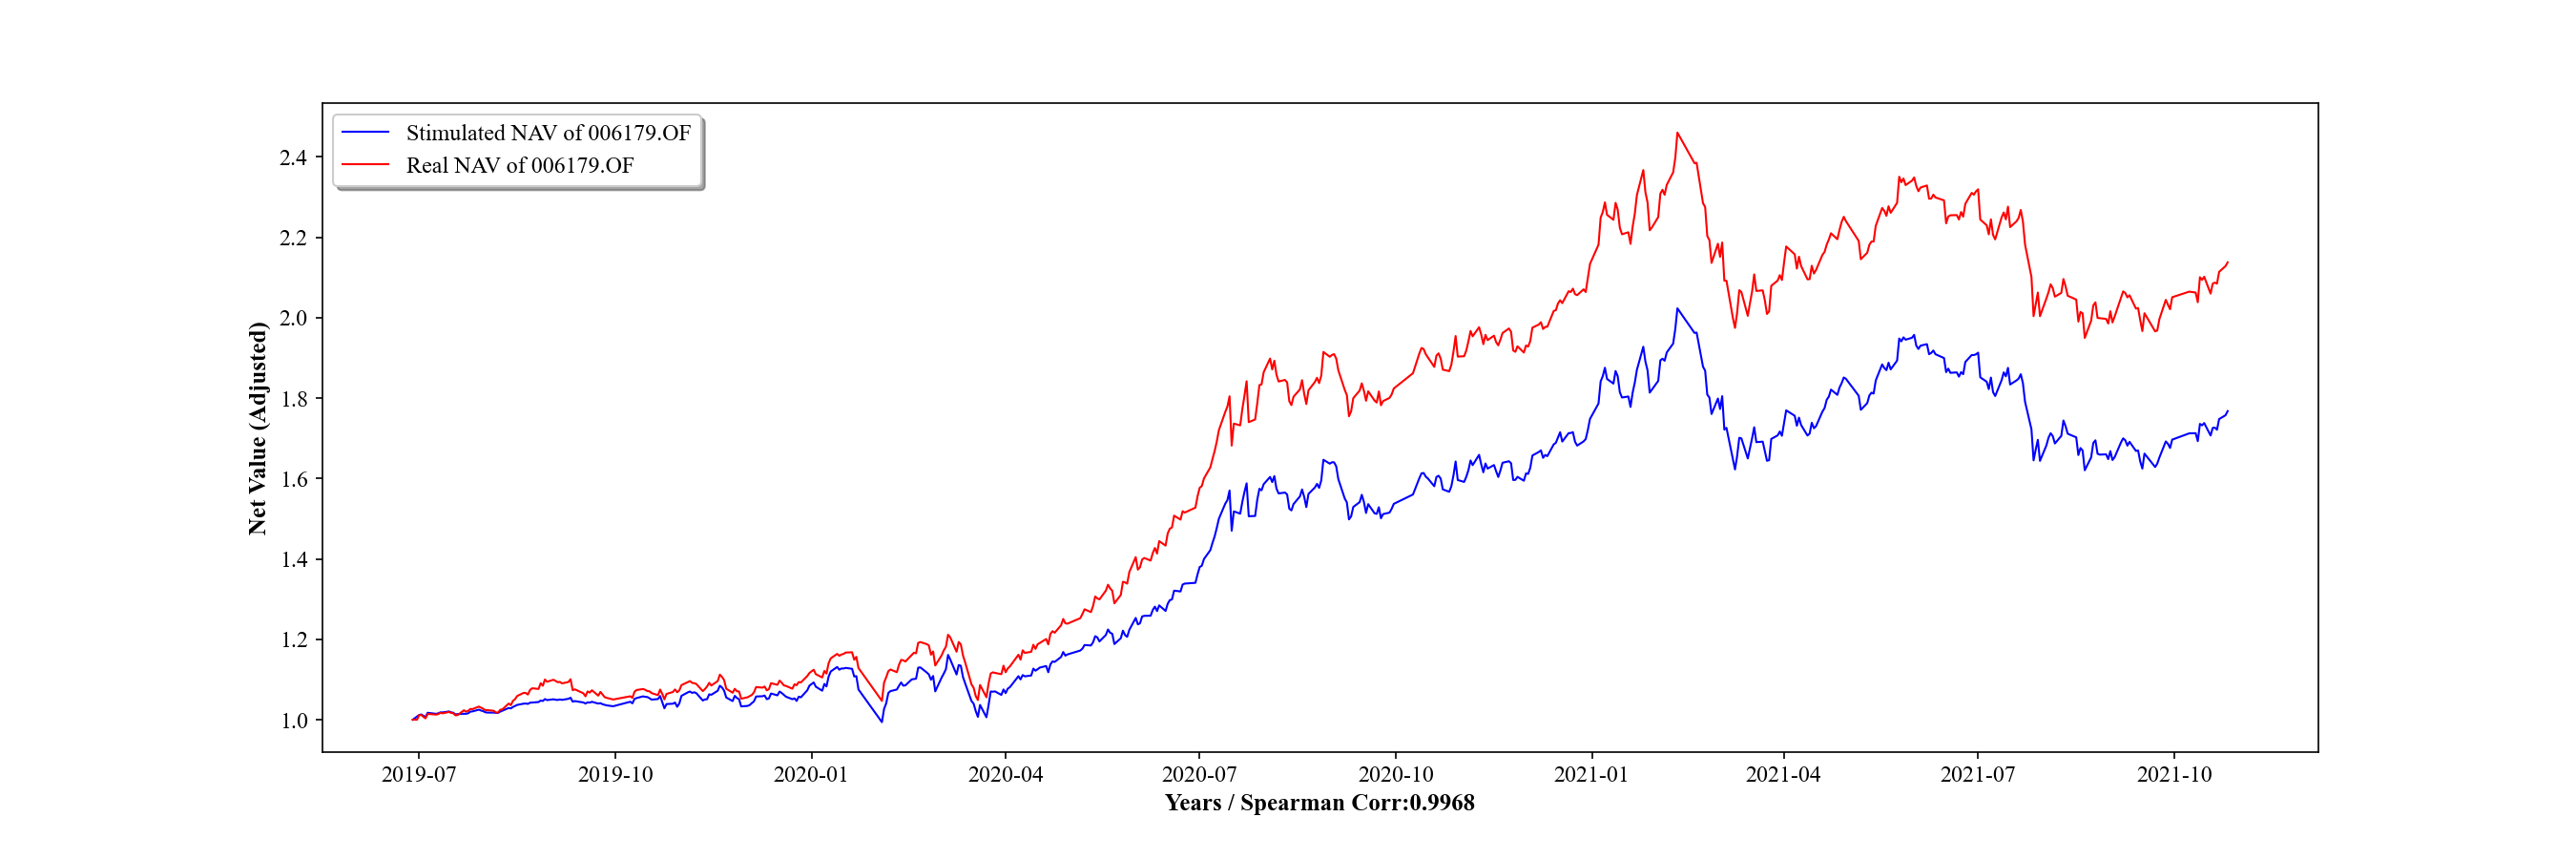 Stimulated NAV of 006179.OF
Real NAV of 006179.OF
Net Value (Adjusted)
2.4
2.2
2.0
1.8
1.6
1.4
1.2
1.0
2019-07 2019-10 2020-01 2020-04 2020-07 2020-10 2021-01 2021-04 2021-07 2021-10
Years / Spearman Corr:0.9968